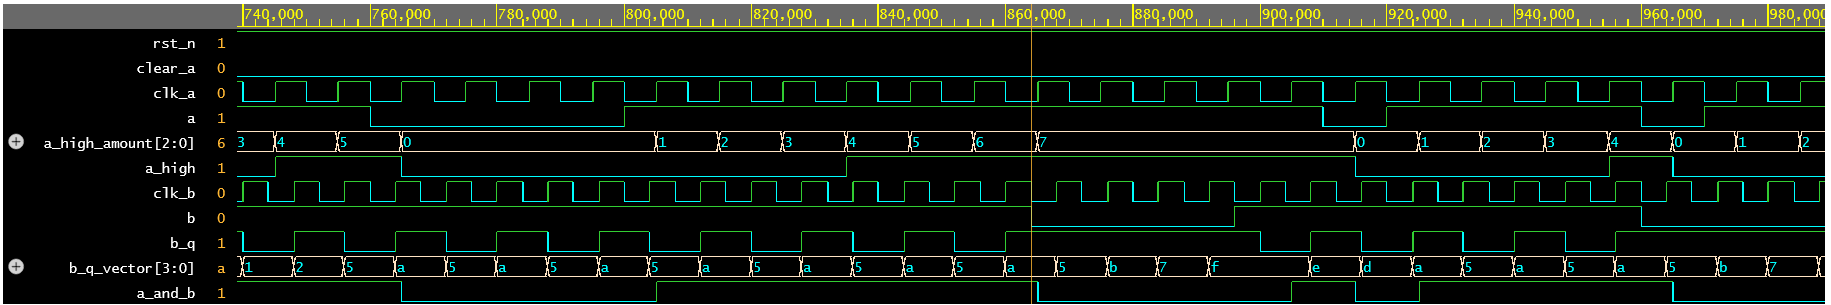 740,000 760,000 780,000 800,000 820,000 840,000 860,000 880,000 900,000 920,000 940,000 960,000 980,00
rst_n 1
clear_a 0
clk_a 0
a 1
a_high_amount[2:0] 6 3 4 5 0 1 2 3 4 5 6 7 0 1 2 3 4 0 1 2
a_high 1
clk_b 0
b 0
b_q 1
b_q_vector[3:0] a 1 2 5 a 5 a 5 a 5 a 5 a 5 a 5 a 5 b 7 f e d a 5 a 5 a 5 b 7
a_and_b 1